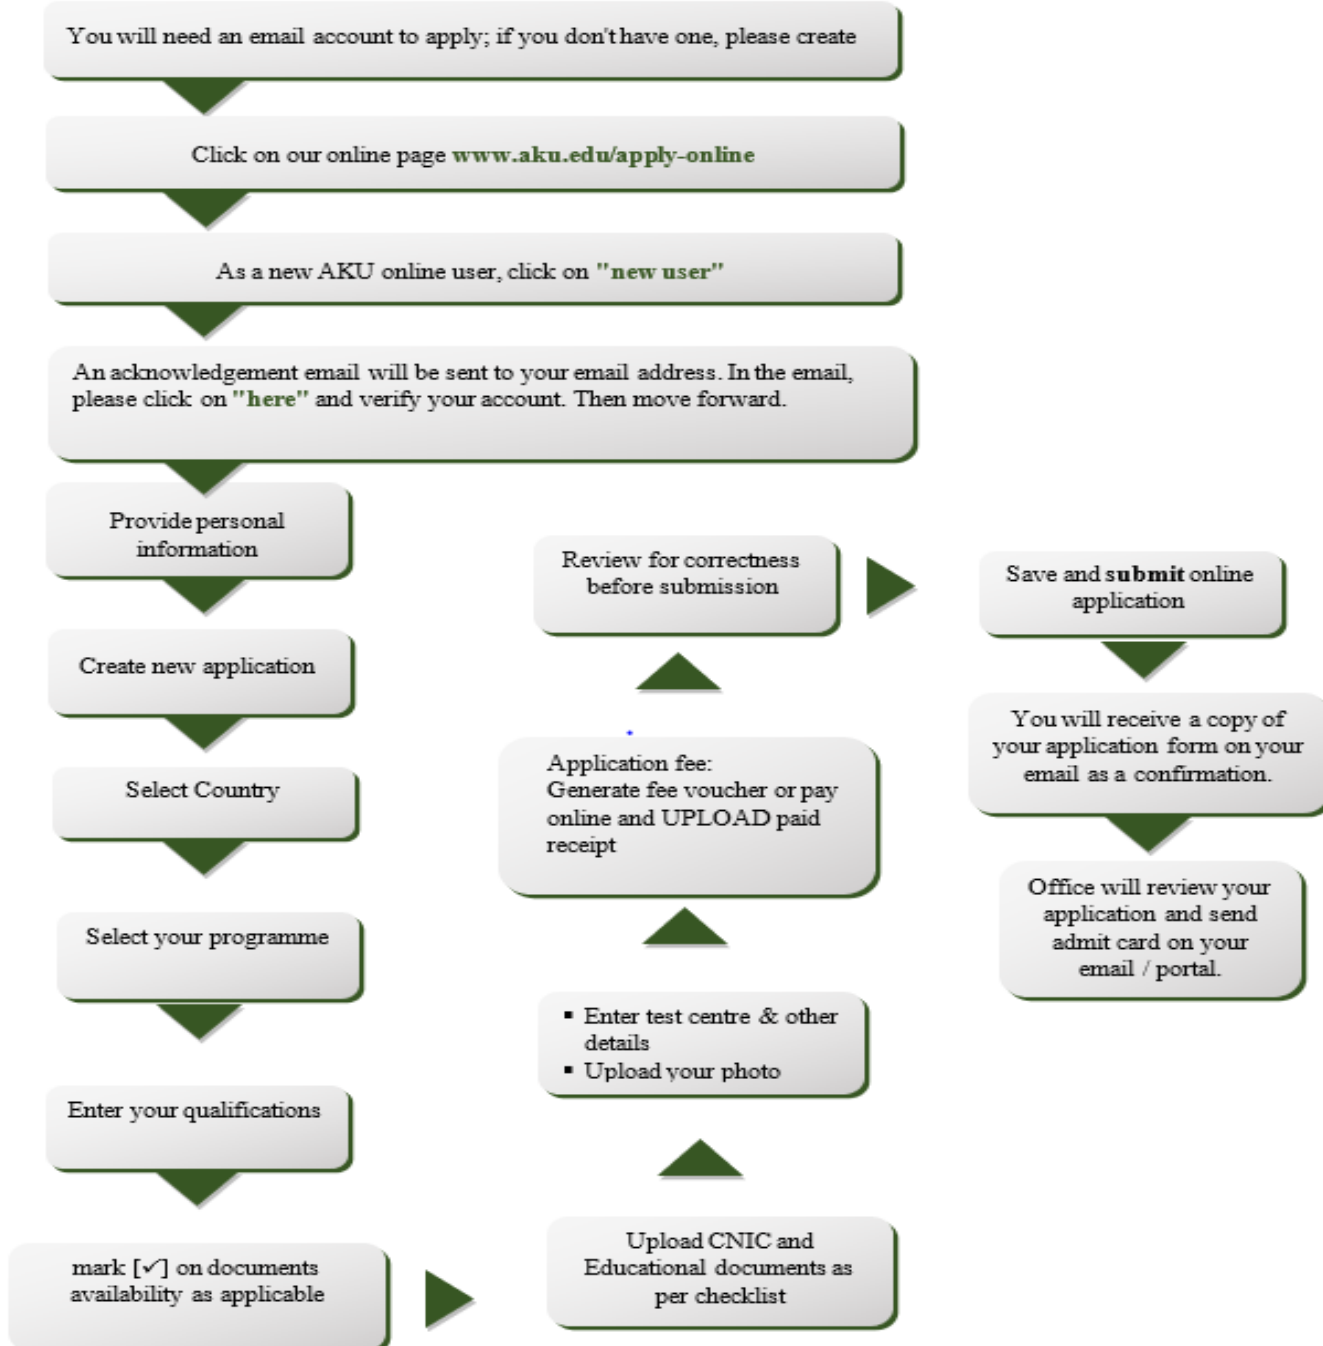 You will need an email account to apply; if you don't have one, please create
Click on our online page www.aku.edu/apply-online
As a new AKU online user, click on "new user"
An acknowledgement email will be sent to your email address. In the email,
please click on "here" and verify your account. Then move forward.
Provide personal
information
Create new application
Select Country
Select your programme
Enter your qualifications
mark [✓] on documents
availability as applicable
Upload CNIC and
Educational documents as
per checklist
▪ Enter test centre & other
details
▪ Upload your photo
Application fee:
Generate fee voucher or pay
online and UPLOAD paid
receipt
Review for correctness
before submission
Save and submit online
application
You will receive a copy of
your application form on your
email as a confirmation.
Office will review your
application and send
admit card on your
email / portal.